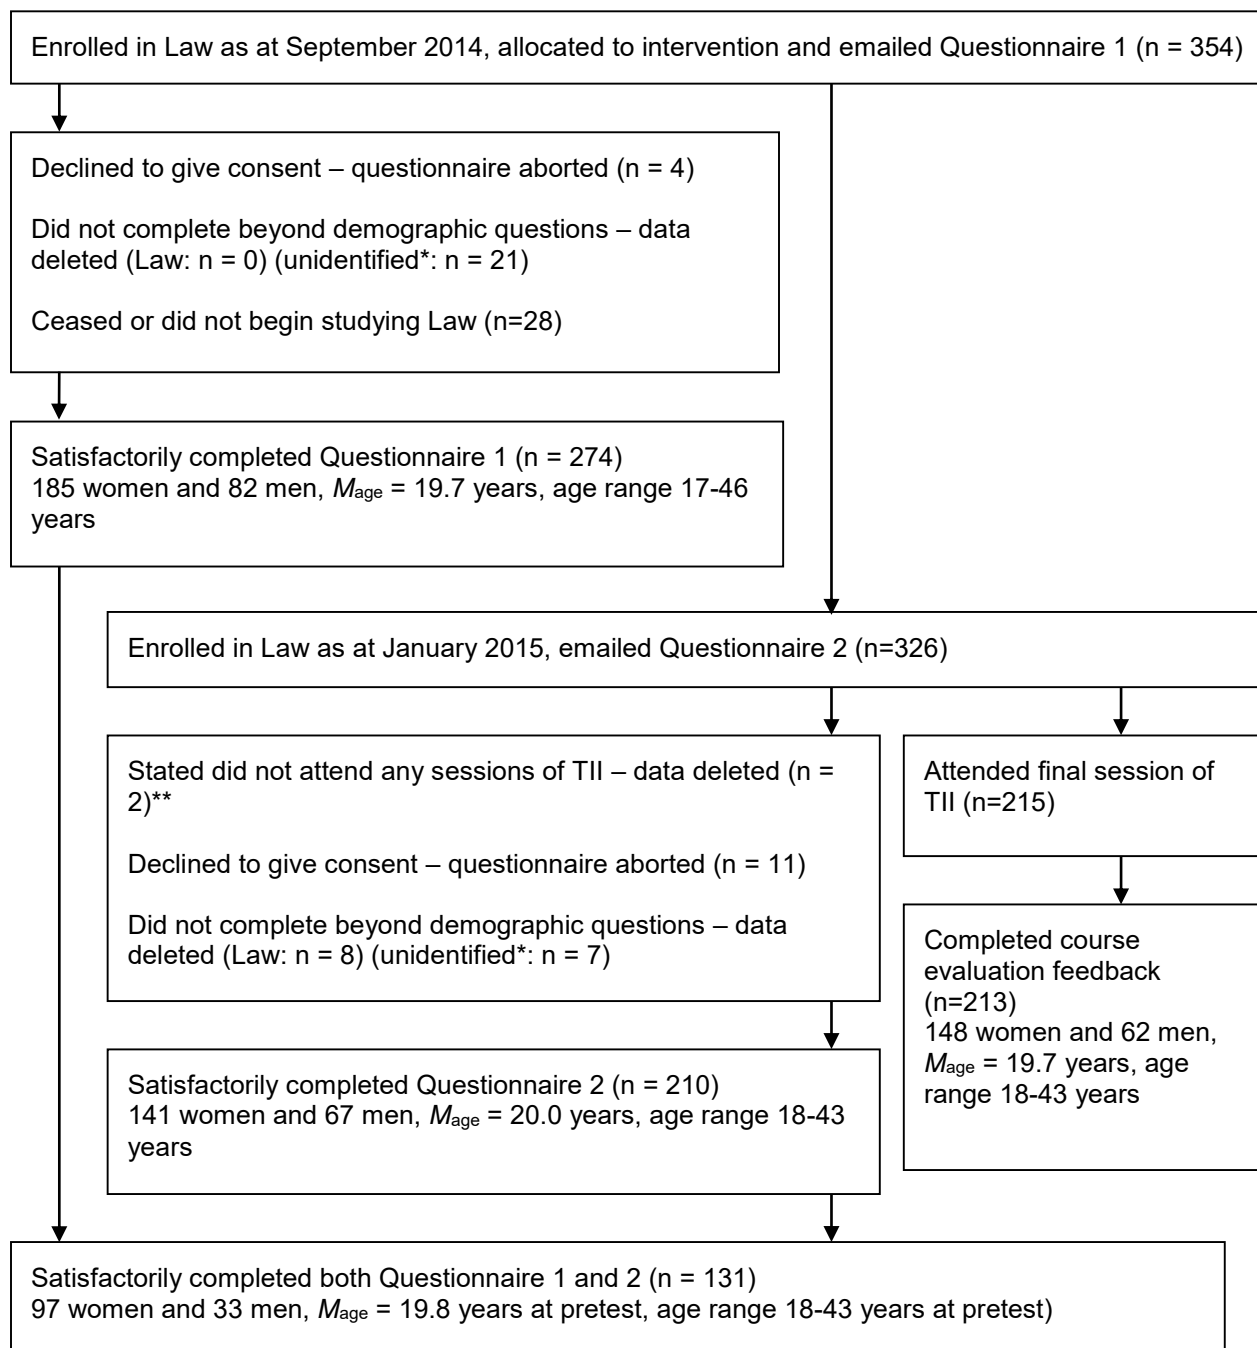 Enrolled in Law as at September 2014, allocated to intervention and emailed Questionnaire 1 (n = 354)
Declined to give consent – questionnaire aborted (n = 4)
Did not complete beyond demographic questions – data
deleted (Law: n = 0) (unidentified*: n = 21)
Ceased or did not begin studying Law (n=28)
Satisfactorily completed Questionnaire 1 (n = 274)
185 women and 82 men, Mage = 19.7 years, age range 17-46
years
Enrolled in Law as at January 2015, emailed Questionnaire 2 (n=326)
Stated did not attend any sessions of TII – data deleted (n =
2)**
Declined to give consent – questionnaire aborted (n = 11)
Did not complete beyond demographic questions – data
deleted (Law: n = 8) (unidentified*: n = 7)
Attended final session of
TII (n=215)
Completed course
evaluation feedback
(n=213)
148 women and 62 men,
Mage = 19.7 years, age
range 18-43 years
Satisfactorily completed Questionnaire 2 (n = 210)
141 women and 67 men, Mage = 20.0 years, age range 18-43
years
Satisfactorily completed both Questionnaire 1 and 2 (n = 131)
97 women and 33 men, Mage = 19.8 years at pretest, age range 18-43 years at pretest)